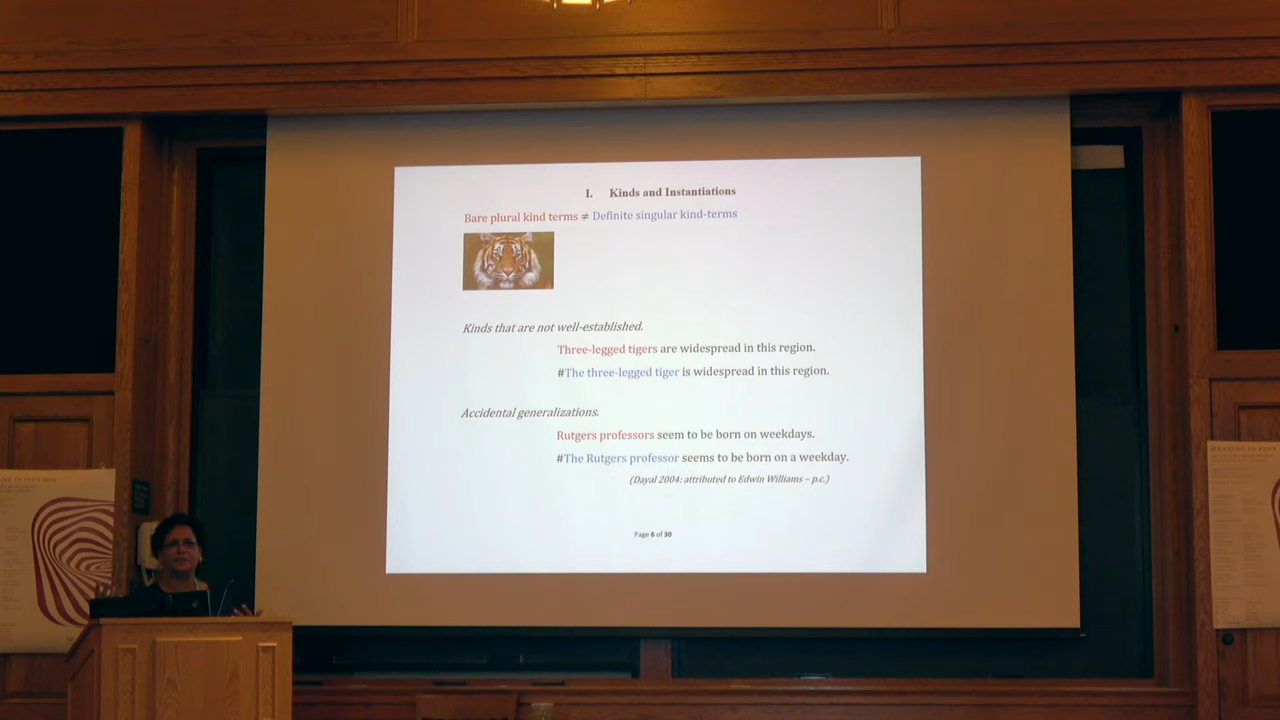 I. Kinds and Instantiations
Bare plural kind terms ≠ Definite singular kind-terms
Kinds that are not well-established.
Three-legged tigers are widespread in this region.
#The three-legged tiger is widespread in this region.
Accidental generalizations.
Rutgers professors seem to be born on weekdays.
#The Rutgers professor seems to be born on a weekday.
(Dayal 2004: attributed to Edwin Williams – p.c.)
Page 6 of 30
MEANING IN FLUX